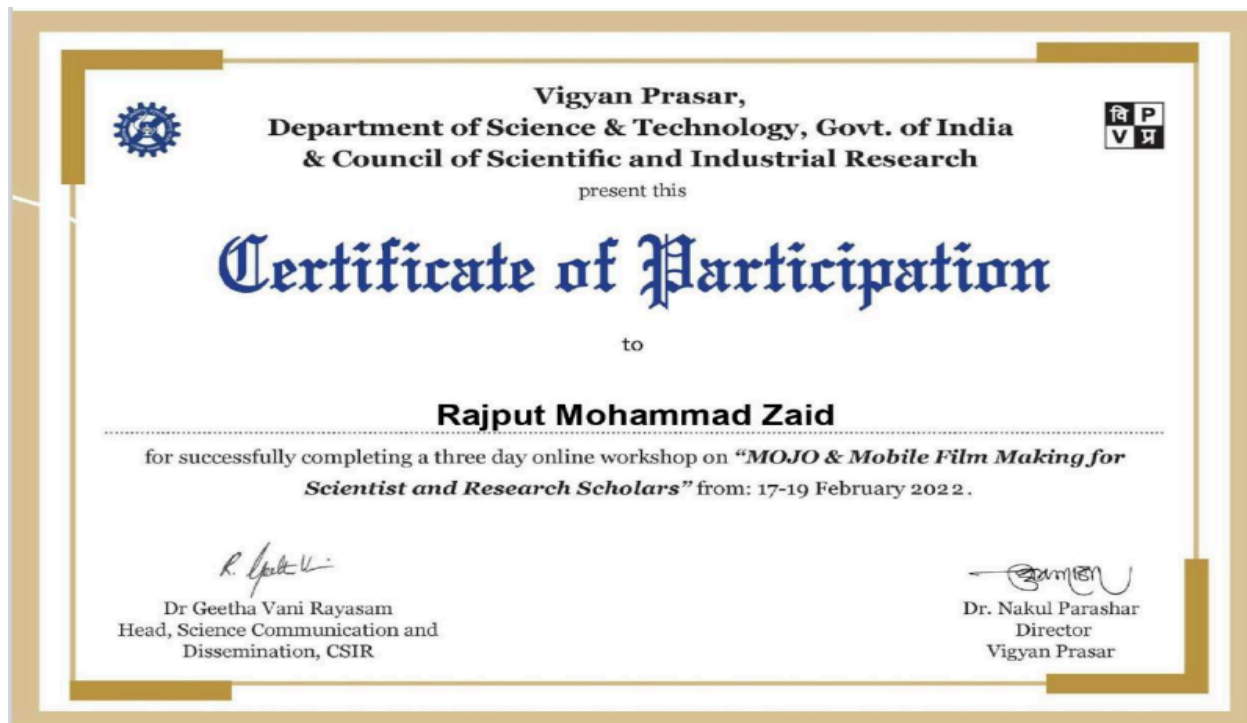 Vigyan Prasar,
Department of Science & Technology, Govt. of India
& Council of Scientific and Industrial Research
present this
वि P
V प्र
Certificate of Participation
to
Rajput Mohammad Zaid
for successfully completing a three day online workshop on “MOJO & Mobile Film Making for
Scientist and Research Scholars” from: 17-19 February 2022.
Dr Geetha Vani Rayasam
Head, Science Communication and
Dissemination, CSIR
Dr. Nakul Parashar
Director
Vigyan Prasar